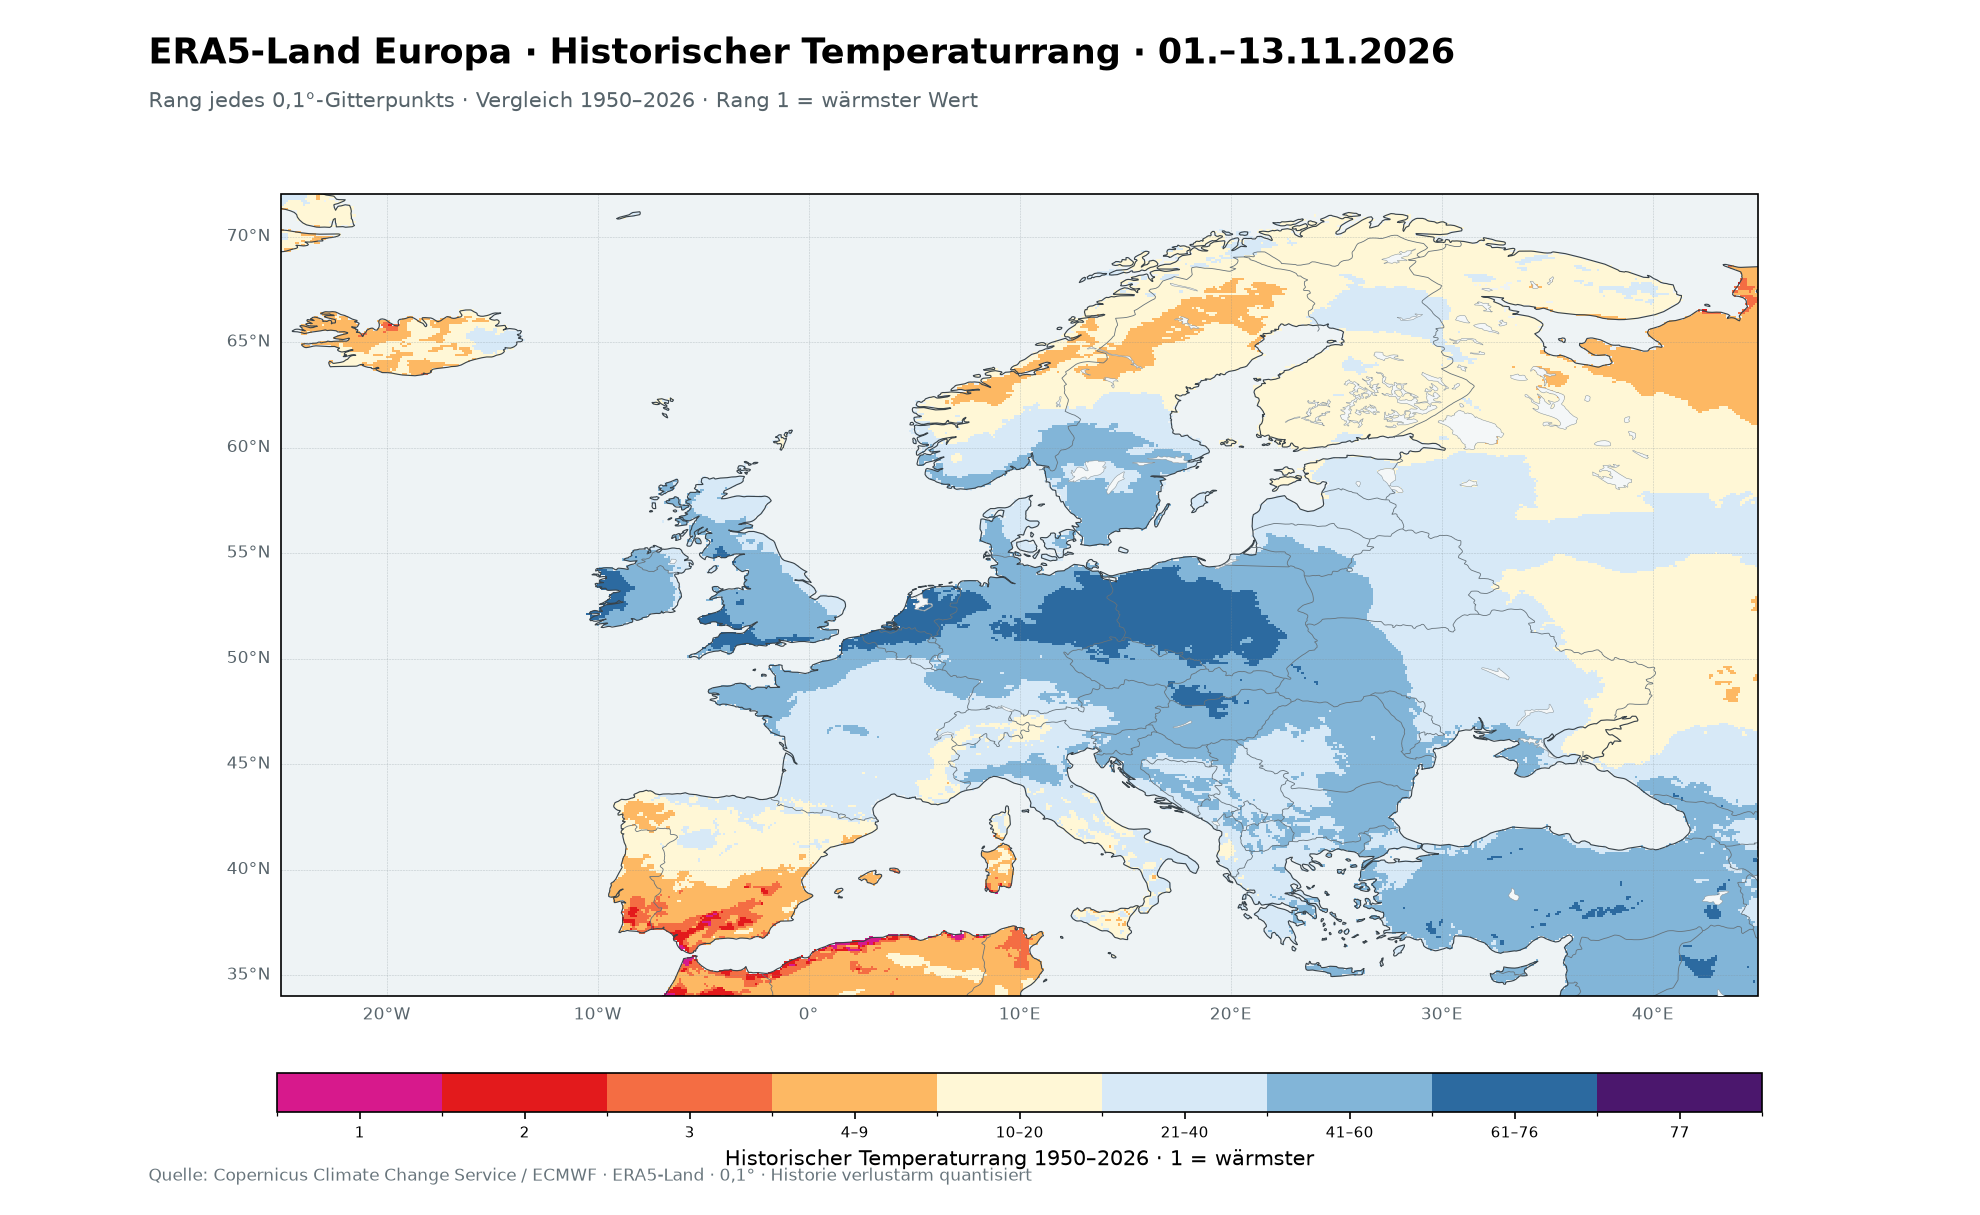 ERA5-Land Europa · Historischer Temperaturrang · 01.–13.11.2026
Rang jedes 0,1°-Gitterpunkts · Vergleich 1950–2026 · Rang 1 = wärmster Wert
70°N
65°N
60°N
55°N
50°N
45°N
40°N
35°N
20°W 10°W 0° 10°E 20°E 30°E 40°E
1 2 3 4–9 10–20 21–40 41–60 61–76 77
Historischer Temperaturrang 1950–2026 · 1 = wärmster
Quelle: Copernicus Climate Change Service / ECMWF · ERA5-Land · 0,1° · Historie verlustarm quantisiert